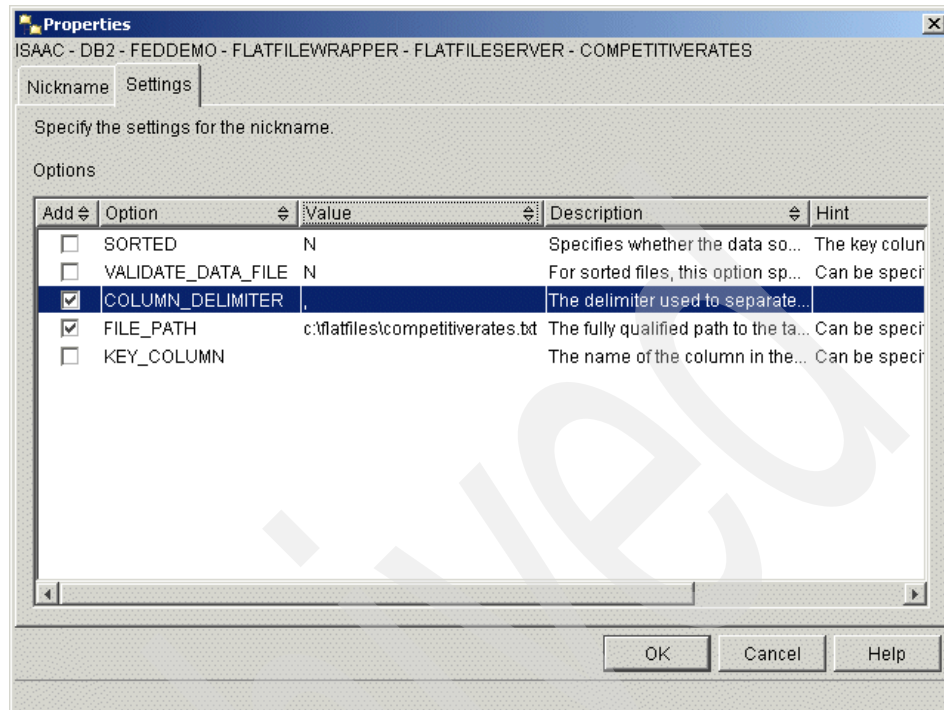 Properties
ISAAC - DB2 - FEDDEMO - FLATFILEWRAPPER - FLATFILESERVER - COMPETITIVERATES
Nickname Settings
Specify the settings for the nickname.
Options
Add Option Value Description Hint
SORTED N Specifies whether the data so... The key colun
VALIDATE_DATA_FILE N For sorted files, this option sp... Can be speci
COLUMN_DELIMITER , The delimiter used to separate...
FILE_PATH c:\flatfiles\competitiverates.txt The fully qualified path to the ta... Can be speci
KEY_COLUMN The name of the column in the... Can be speci
OK Cancel Help